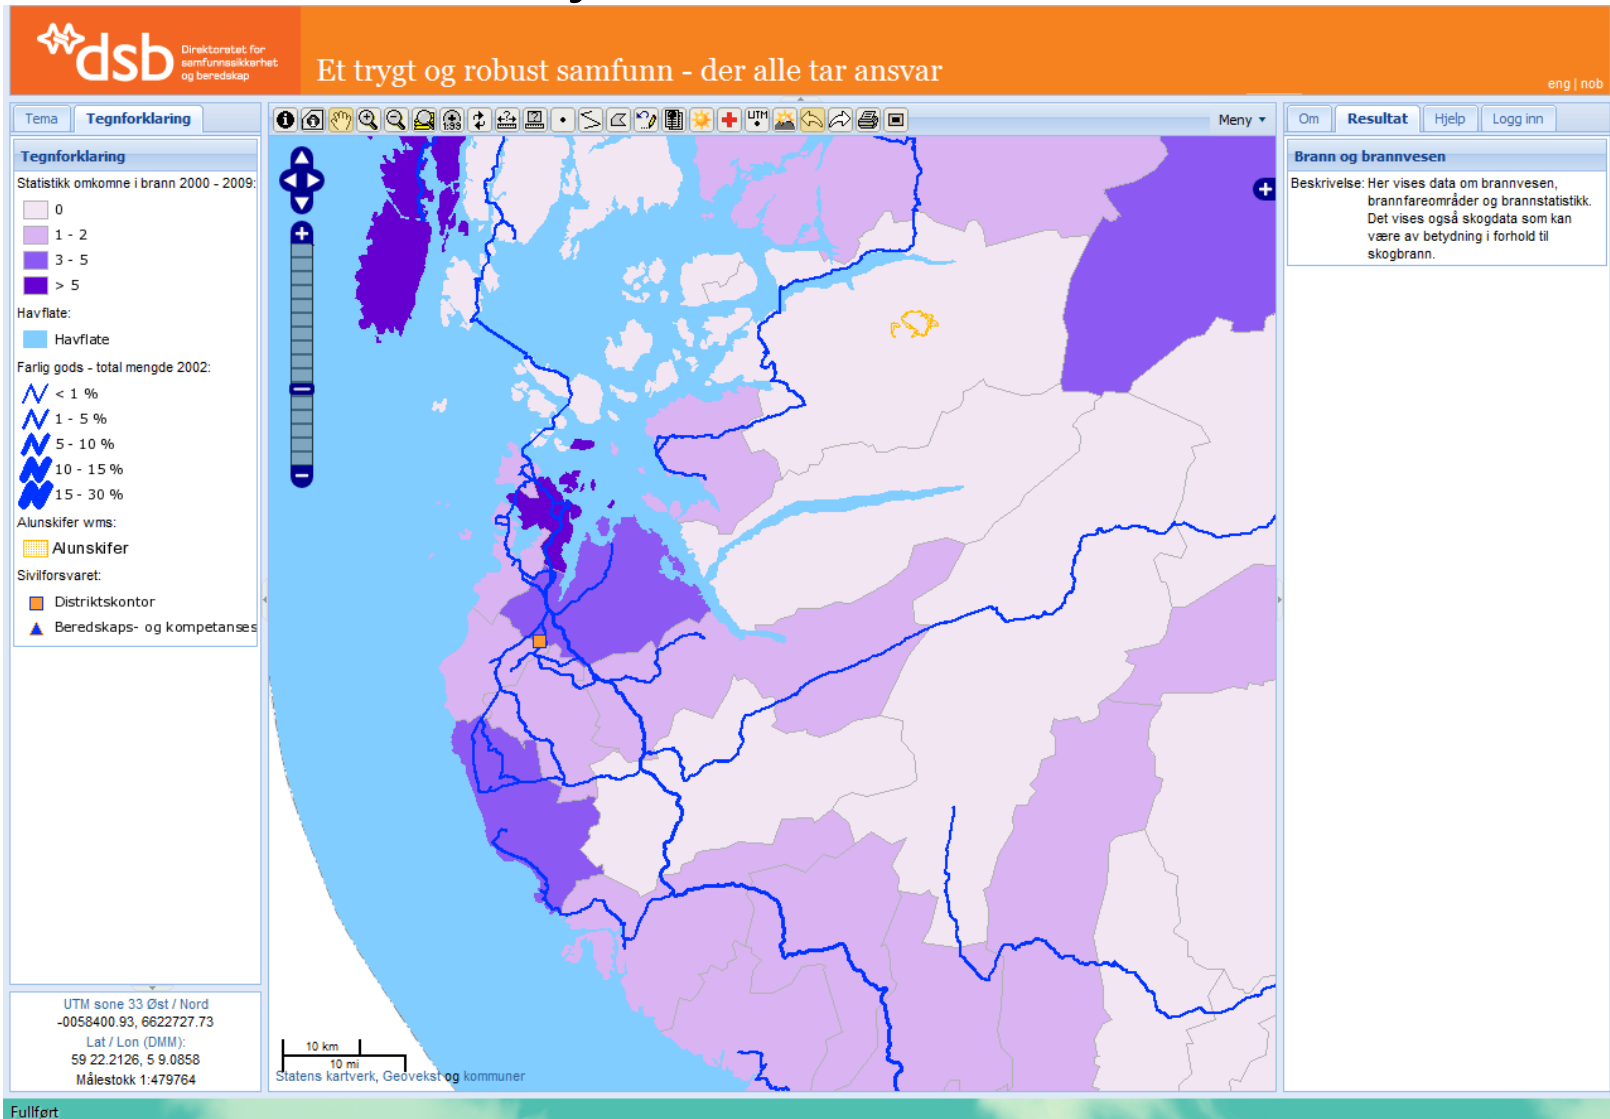 dsb
Direktoratet for
samfunnssikkerhet
og beredskap
Et trygt og robust samfunn - der alle tar ansvar
eng | nob
Tema
Tegnforklaring
Tegnforklaring
Statistikk omkomne i brann 2000 - 2009:
0
1 - 2
3 - 5
> 5
Havflate:
Havflate
Farlig gods - total mengde 2002:
< 1 %
1 - 5 %
5 - 10 %
10 - 15 %
15 - 30 %
Alunskifer wms:
Alunskifer
Sivilforsvaret:
Distriktskontor
Beredskaps- og kompetanses
UTM sone 33 Øst / Nord
-0058400.93, 6622727.73
Lat / Lon (DMM):
59 22.2126, 5 9.0858
Målestokk 1:479764
1:99
UTM
Meny
10 km
10 mi
Statens kartverk, Geovekst og kommuner
Om
Resultat
Hjelp
Logg inn
Brann og brannvesen
Beskrivelse: Her vises data om brannvesen,
brannfareområder og brannstatistikk.
Det vises også skogdata som kan
være av betydning i forhold til
skogbrann.
Fullført